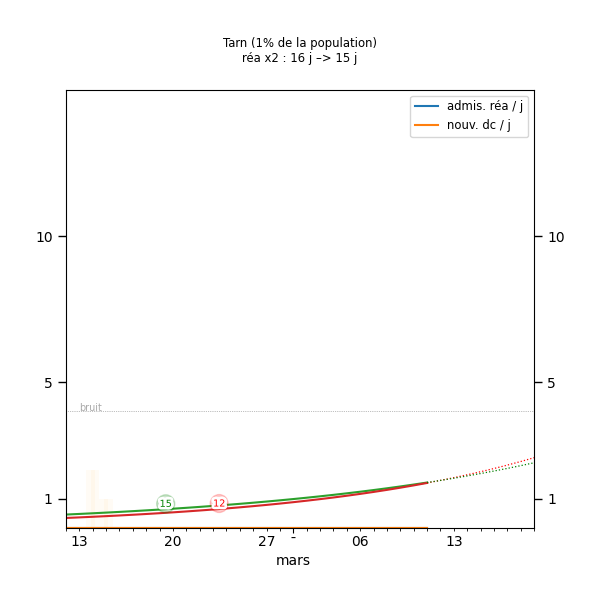 Tarn (1% de la population)
réa x2 : 16 j –> 15 j
admis. réa / j
nouv. dc / j
10 10
5 5
bruit
1 1
15 12
13 20 27 - 06 13
mars